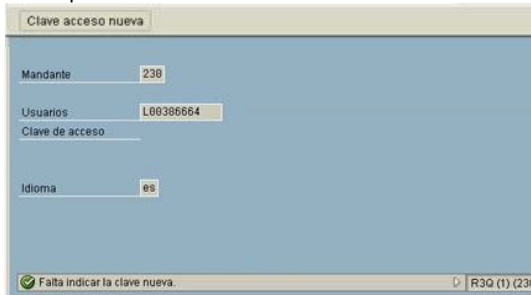 Clave acceso nueva
Mandante 230
Usuarios L00386664
Clave de acceso
Idioma es
Falta indicar la clave nueva. R3Q (1) (23